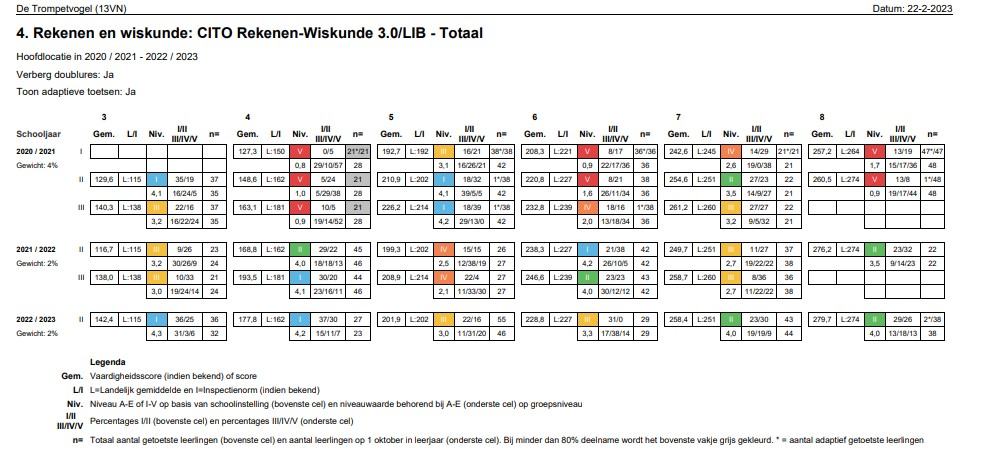 De Trompetvogel (13VN) Datum: 22-2-2023
4. Rekenen en wiskunde: CITO Rekenen-Wiskunde 3.0/LIB - Totaal
Hoofdlocatie in 2020 / 2021 - 2022 / 2023
Verberg doublures: Ja
Toon adaptieve toetsen: Ja
3 4 5 6 7 8
I/II I/II I/II I/II I/II I/II
Schooljaar Gem. L/I Niv. III/IV/V n= Gem. L/I Niv. III/IV/V n= Gem. L/I Niv. III/IV/V n= Gem. L/I Niv. III/IV/V n= Gem. L/I Niv. III/IV/V n= Gem. L/I Niv. III/IV/V n=
2020 / 2021 I 127,3 L:150 V 0/5 21*/21 192,7 L:192 III 16/21 38*/38 208,3 L:221 V 8/17 36*/36 242,6 L:245 IV 14/29 21*/21 257,2 L:264 V 13/19 47*/47
Gewicht: 4% 0,8 29/10/57 28 3,1 16/26/21 42 0,9 22/17/36 36 2,6 19/0/38 21 1,7 15/17/36 48
II 129,6 L:115 I 35/19 37 148,6 L:162 V 5/24 21 210,9 L:202 I 18/32 1*/38 220,8 L:227 V 8/21 38 254,6 L:251 II 27/23 22 260,5 L:274 V 13/8 1*/48
4,1 16/24/5 35 1,0 5/29/38 28 4,1 39/5/5 42 1,6 26/11/34 36 3,5 14/9/27 21 0,9 19/17/44 48
III 140,3 L:138 III 22/16 37 163,1 L:181 V 10/5 21 226,2 L:214 I 18/39 1*/38 232,8 L:239 IV 18/16 1*/38 261,2 L:260 III 27/27 22
3,2 16/22/24 35 0,9 19/14/52 28 4,2 29/13/0 42 2,0 13/18/34 36 3,2 9/5/32 21
2021 / 2022 II 116,7 L:115 III 9/26 23 168,8 L:162 II 29/22 45 199,3 L:202 IV 15/15 26 238,3 L:227 I 21/38 42 249,7 L:251 III 11/27 37 276,2 L:274 II 23/32 22
Gewicht: 2% 3,2 30/26/9 24 4,0 18/18/13 46 2,5 12/38/19 27 4,2 26/10/5 42 2,7 19/22/22 38 3,5 9/14/23 22
III 138,0 L:138 III 10/33 21 193,5 L:181 I 30/20 44 208,9 L:214 IV 22/4 27 246,6 L:239 II 23/23 43 258,7 L:260 III 8/36 36
3,0 19/24/14 24 4,1 23/16/11 46 2,1 11/33/30 27 4,0 30/12/12 42 2,7 11/22/22 38
2022 / 2023 II 142,4 L:115 I 36/25 36 177,8 L:162 I 37/30 27 201,9 L:202 III 22/16 55 228,8 L:227 III 31/0 29 258,4 L:251 II 23/30 43 279,7 L:274 II 29/26 2*/38
Gewicht: 2% 4,3 31/3/6 32 4,2 15/11/7 23 3,0 11/31/20 46 3,3 17/38/14 29 4,0 19/19/9 44 4,0 13/18/13 38
Legenda
Gem. Vaardigheidsscore (indien bekend) of score
L/I L=Landelijk gemiddelde en I=Inspectienorm (indien bekend)
Niv. Niveau A-E of I-V op basis van schoolinstelling (bovenste cel) en niveauwaarde behorend bij A-E (onderste cel) op groepsniveau
I/II
III/IV/V Percentages I/II (bovenste cel) en percentages III/IV/V (onderste cel)
n= Totaal aantal getoetste leerlingen (bovenste cel) en aantal leerlingen op 1 oktober in leerjaar (onderste cel). Bij minder dan 80% deelname wordt het bovenste vakje grijs gekleurd. * = aantal adaptief getoetste leerlingen